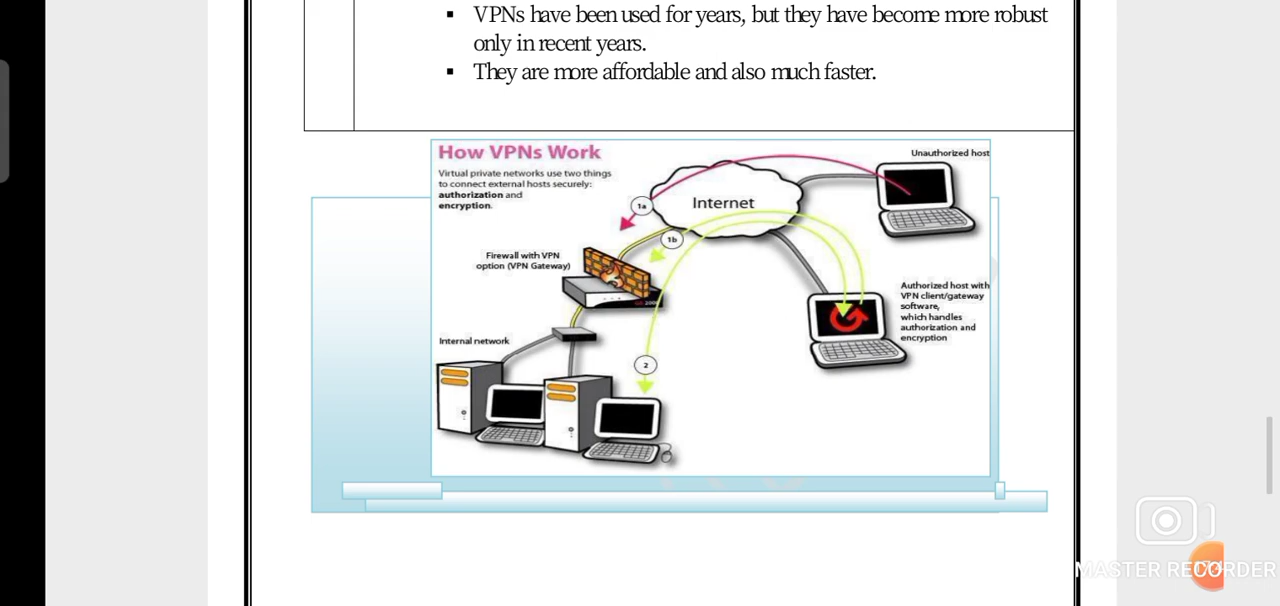 ▪ VPNs have been used for years, but they have become more robust
only in recent years.
▪ They are more affordable and also much faster.
How VPNs Work
Virtual private networks use two things
to connect external hosts securely:
authorization and
encryption.
Unauthorized host
Internet
1a
1b
Firewall with VPN
option (VPN Gateway)
Authorized host with
VPN client/gateway
software,
which handles
authorization and
encryption
Internal network
2
MASTER RECORDER